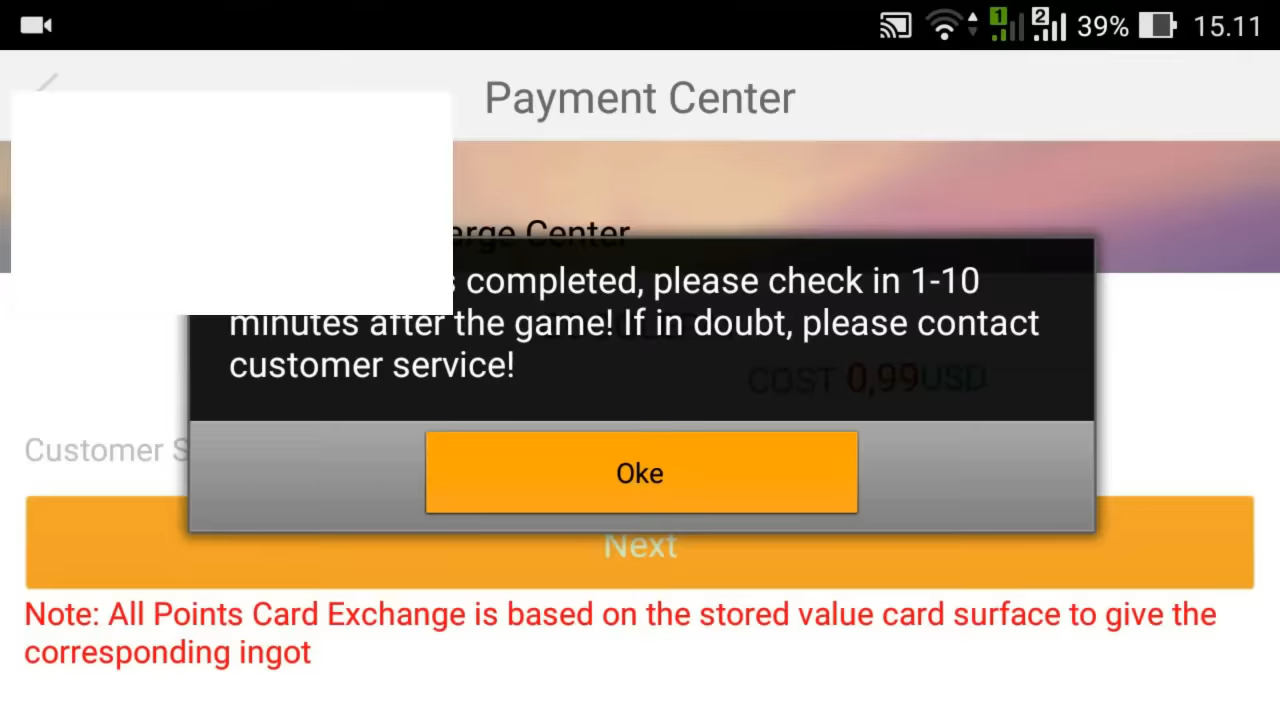 39% 15.11
Payment Center
Center
completed, please check in 1-10
minutes after the game! If in doubt, please contact
customer service!
COST 0,99USD
Customer
Oke
Next
Note: All Points Card Exchange is based on the stored value card surface to give the
corresponding ingot